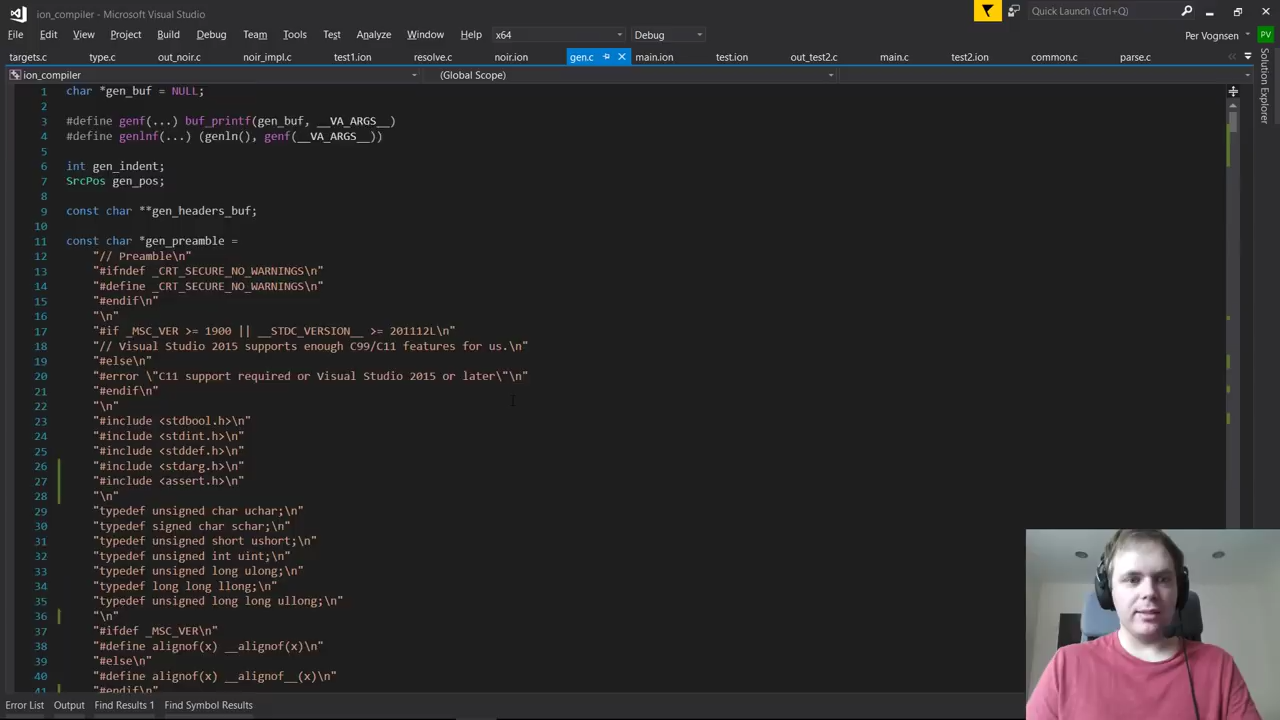 ion_compiler - Microsoft Visual Studio
Quick Launch (Ctrl+Q)
File Edit View Project Build Debug Team Tools Test Analyze Window Help x64 Debug
Per Vognsen PV
targets.c type.c out_noir.c noir_impl.c test1.ion resolve.c noir.ion gen.c main.ion test.ion out_test2.c main.c test2.ion common.c parse.c
Solution Explorer
ion_compiler (Global Scope)
1 char *gen_buf = NULL;
2
3 #define genf(...) buf_printf(gen_buf, __VA_ARGS__)
4 #define genlnf(...) (genln(), genf(__VA_ARGS__))
5
6 int gen_indent;
7 SrcPos gen_pos;
8
9 const char **gen_headers_buf;
10
11 const char *gen_preamble =
12 "// Preamble\n"
13 "#ifndef _CRT_SECURE_NO_WARNINGS\n"
14 "#define _CRT_SECURE_NO_WARNINGS\n"
15 "#endif\n"
16 "\n"
17 "#if _MSC_VER >= 1900 || __STDC_VERSION__ >= 201112L\n"
18 "// Visual Studio 2015 supports enough C99/C11 features for us.\n"
19 "#else\n"
20 "#error \"C11 support required or Visual Studio 2015 or later\"\n"
21 "#endif\n"
22 "\n"
23 "#include <stdbool.h>\n"
24 "#include <stdint.h>\n"
25 "#include <stddef.h>\n"
26 "#include <stdarg.h>\n"
27 "#include <assert.h>\n"
28 "\n"
29 "typedef unsigned char uchar;\n"
30 "typedef signed char schar;\n"
31 "typedef unsigned short ushort;\n"
32 "typedef unsigned int uint;\n"
33 "typedef unsigned long ulong;\n"
34 "typedef long long llong;\n"
35 "typedef unsigned long long ullong;\n"
36 "\n"
37 "#ifdef _MSC_VER\n"
38 "#define alignof(x) __alignof(x)\n"
39 "#else\n"
40 "#define alignof(x) __alignof__(x)\n"
41 "#endif\n"
Error List Output Find Results 1 Find Symbol Results